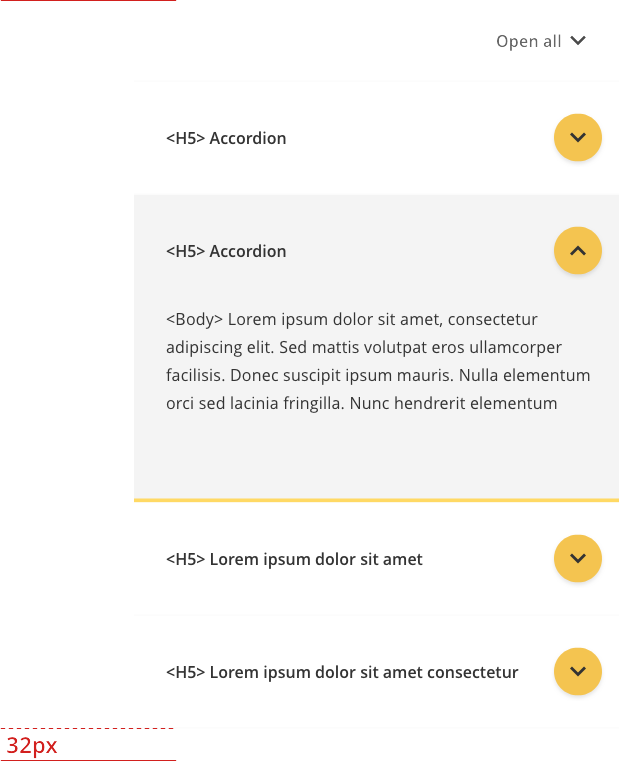 Open all
<H5> Accordion
<H5> Accordion
<Body> Lorem ipsum dolor sit amet, consectetur
adipiscing elit. Sed mattis volutpat eros ullamcorper
facilisis. Donec suscipit ipsum mauris. Nulla elementum
orci sed lacinia fringilla. Nunc hendrerit elementum
<H5> Lorem ipsum dolor sit amet
<H5> Lorem ipsum dolor sit amet consectetur
32px